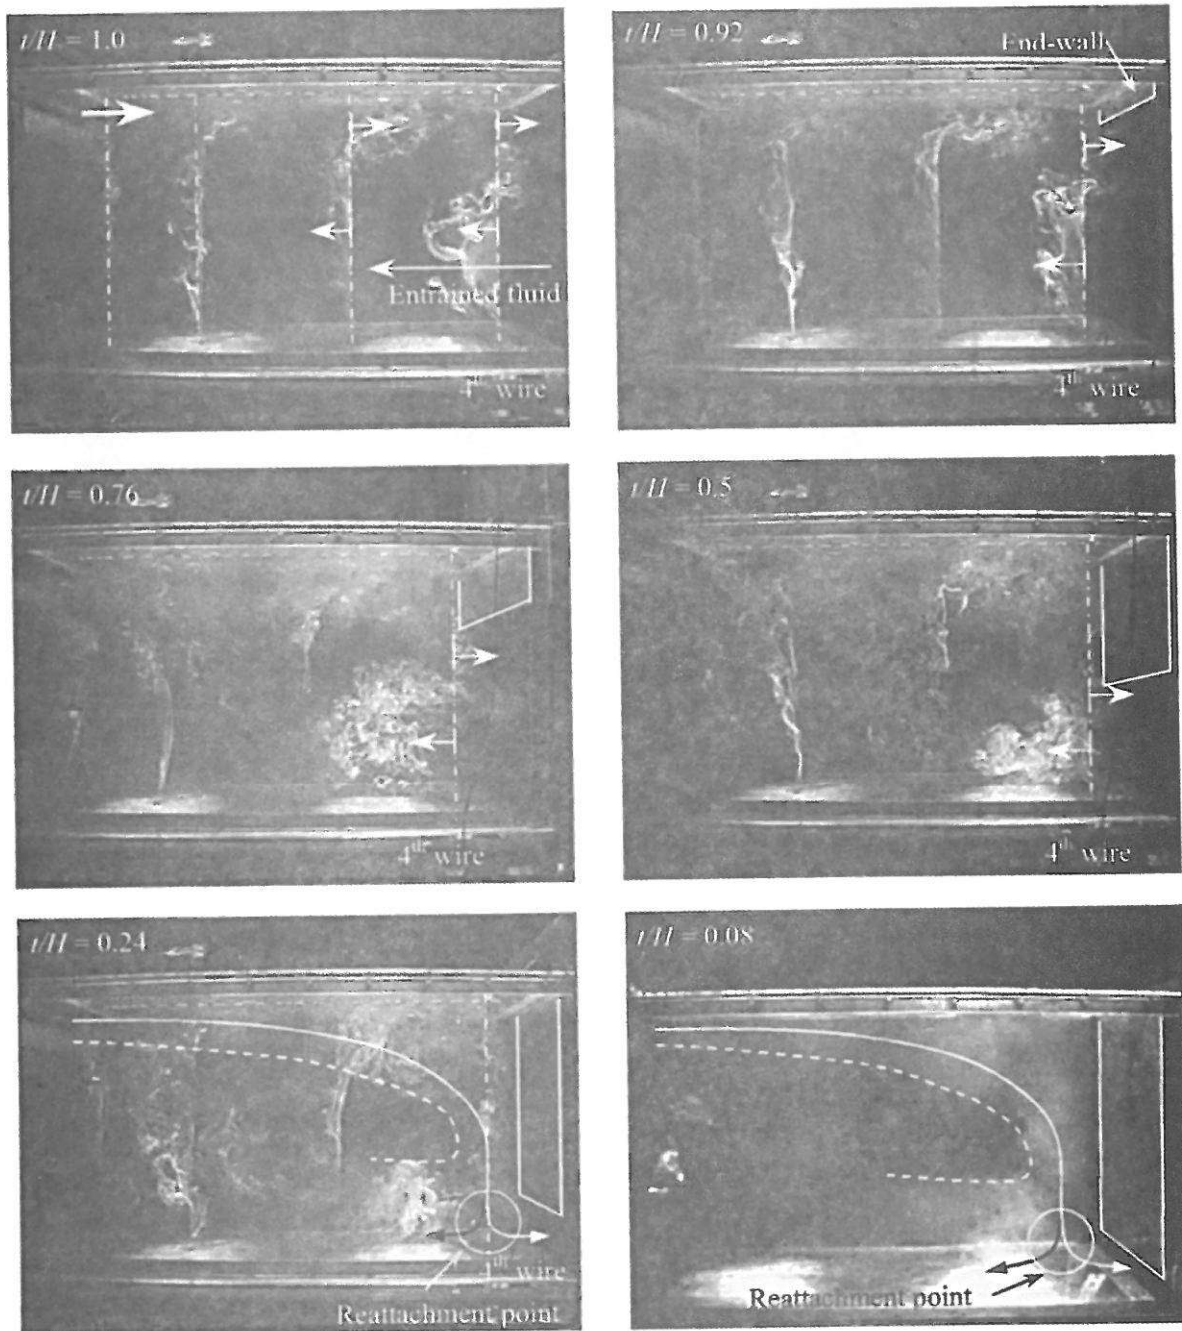 t/H = 1.0
Entrained fluid
4th wire
t/H = 0.92
End-wall
4th wire
t/H = 0.76
4th wire
t/H = 0.5
4th wire
t/H = 0.24
4th wire
Reattachment point
t/H = 0.08
Reattachment point